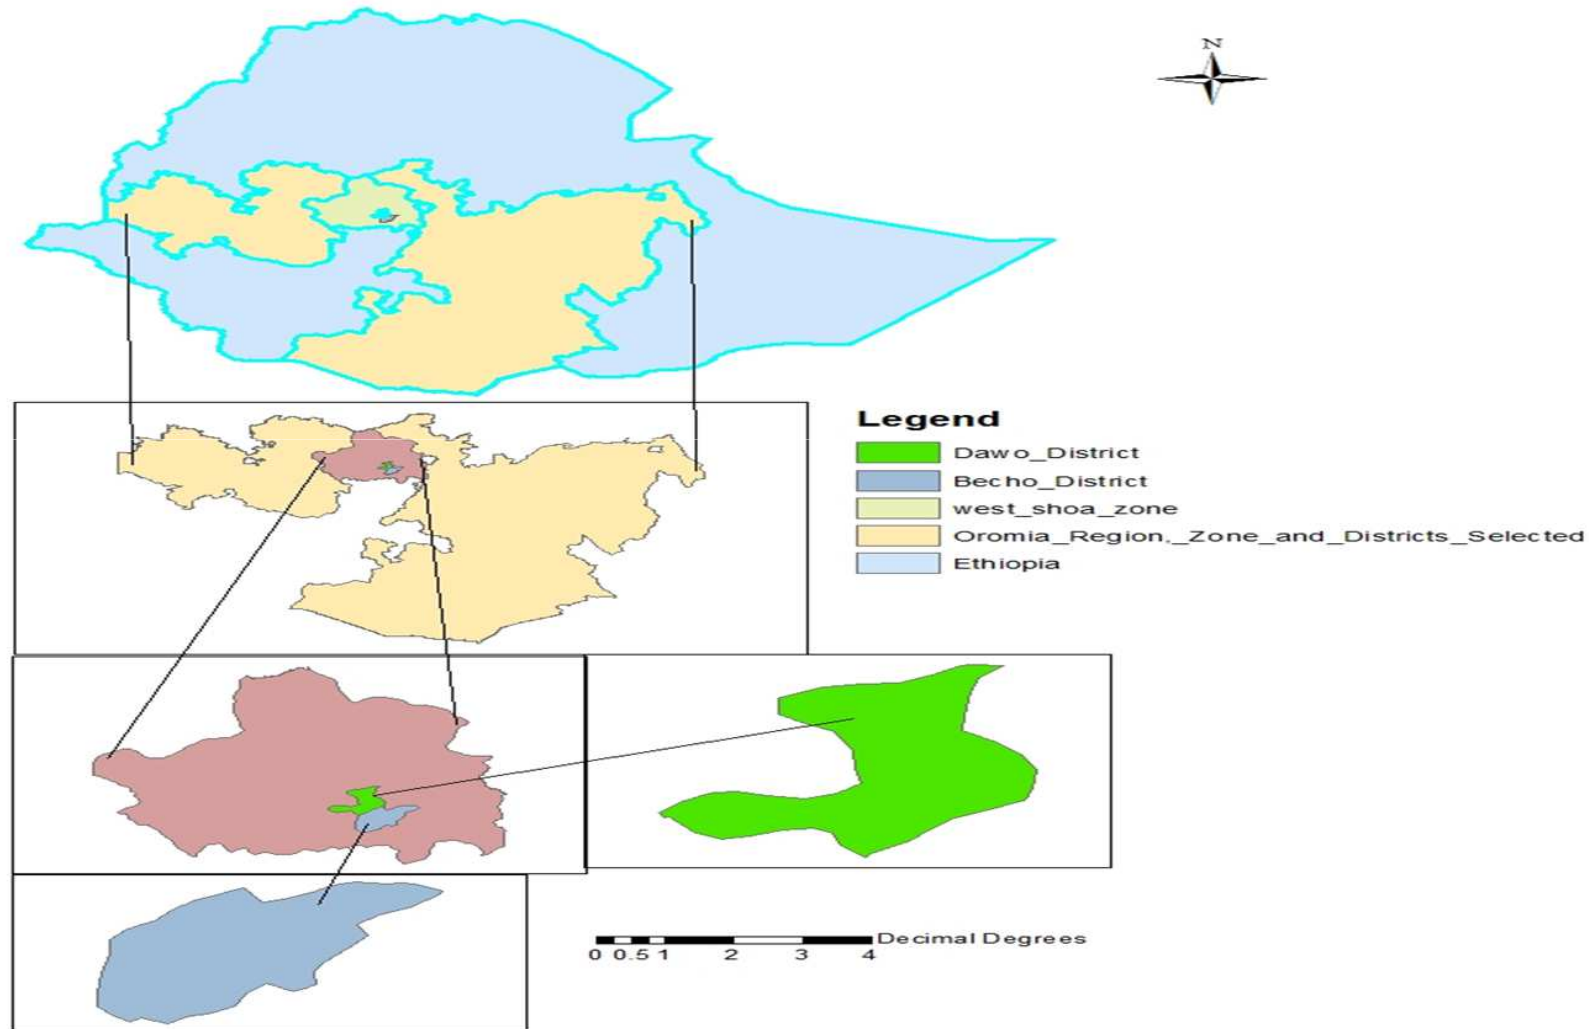 N
Legend
Dawo_District
Becho_District
west_shoa_zone
Oromia_Region,_Zone_and_Districts_Selected
Ethiopia
Decimal Degrees
0 0.5 1 2 3 4